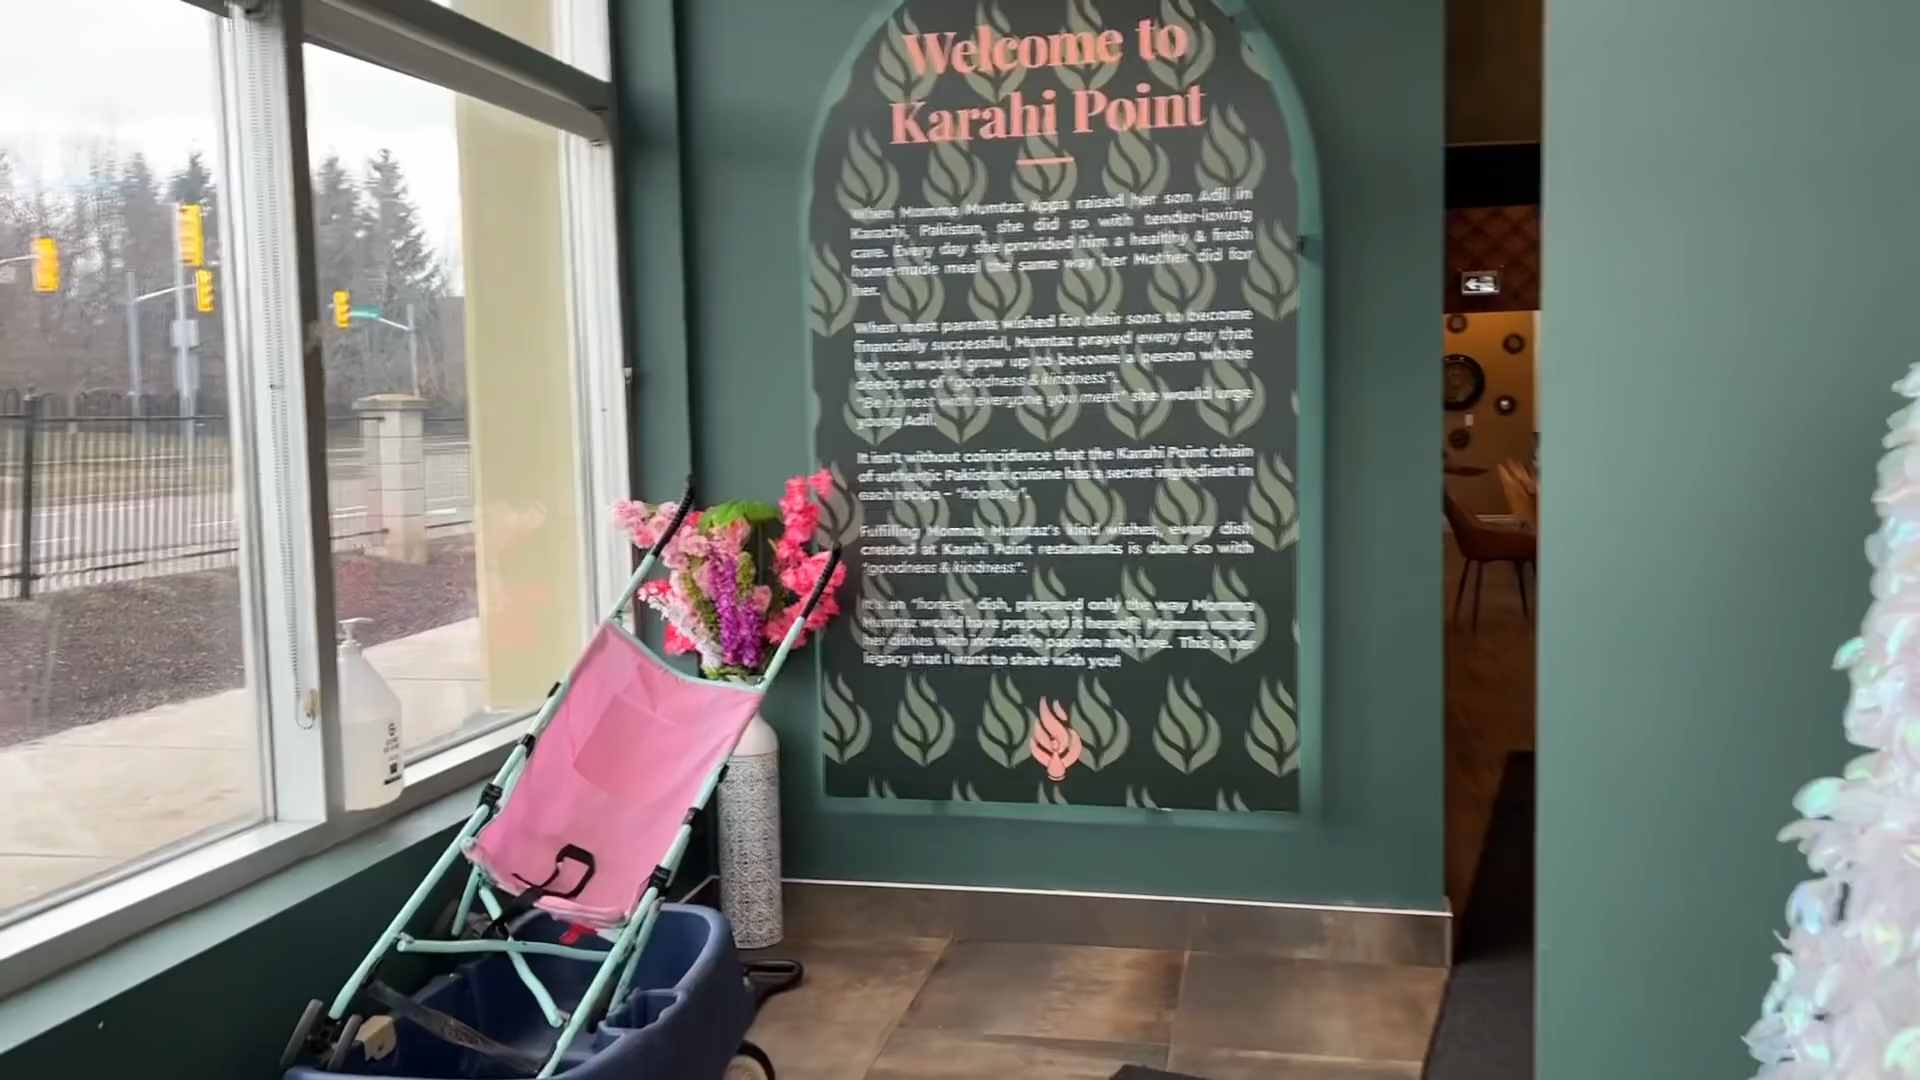 Welcome to
Karahi Point
When Momma Mumtaz Appa raised her son Adil in
Karachi, Pakistan, she did so with tender-loving
care. Every day she provided him a healthy & fresh
home-made meal the same way her Mother did for
her.
When most parents wished for their sons to become
financially successful, Mumtaz prayed every day that
her son would grow up to become a person whose
deeds are of "goodness & kindness".
"Be honest with everyone you meet" she would urge
young Adil.
It isn't without coincidence that the Karahi Point chain
of authentic Pakistani cuisine has a secret ingredient in
each recipe – "honesty".
Fulfilling Momma Mumtaz's kind wishes, every dish
created at Karahi Point restaurants is done so with
"goodness & kindness".
It's an "honest" dish, prepared only the way Momma
Mumtaz would have prepared it herself. Momma made
her dishes with incredible passion and love. This is her
legacy that I want to share with you!